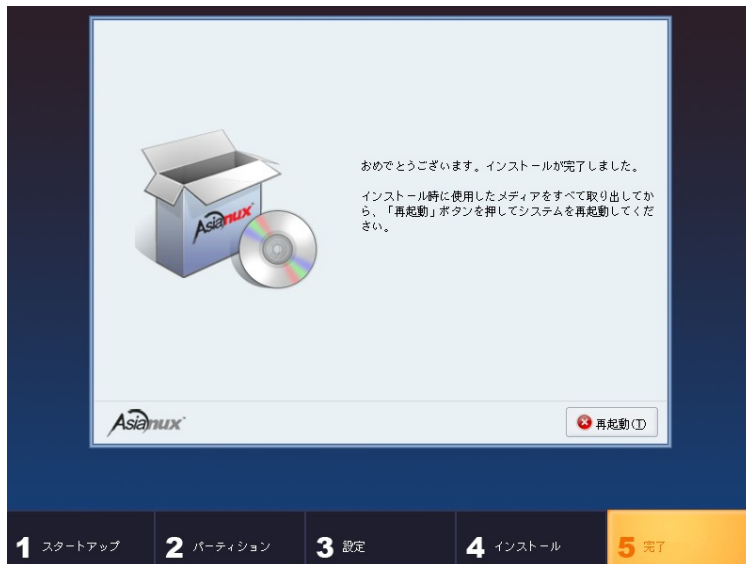 おめでとうございます。インストールが完了しました。
インストール時に使用したメディアをすべて取り出してか
ら、「再起動」ボタンを押してシステムを再起動してくだ
さい。
Asianux
Asianux
再起動(T)
1 スタートアップ
2 パーティション
3 設定
4 インストール
5 完了